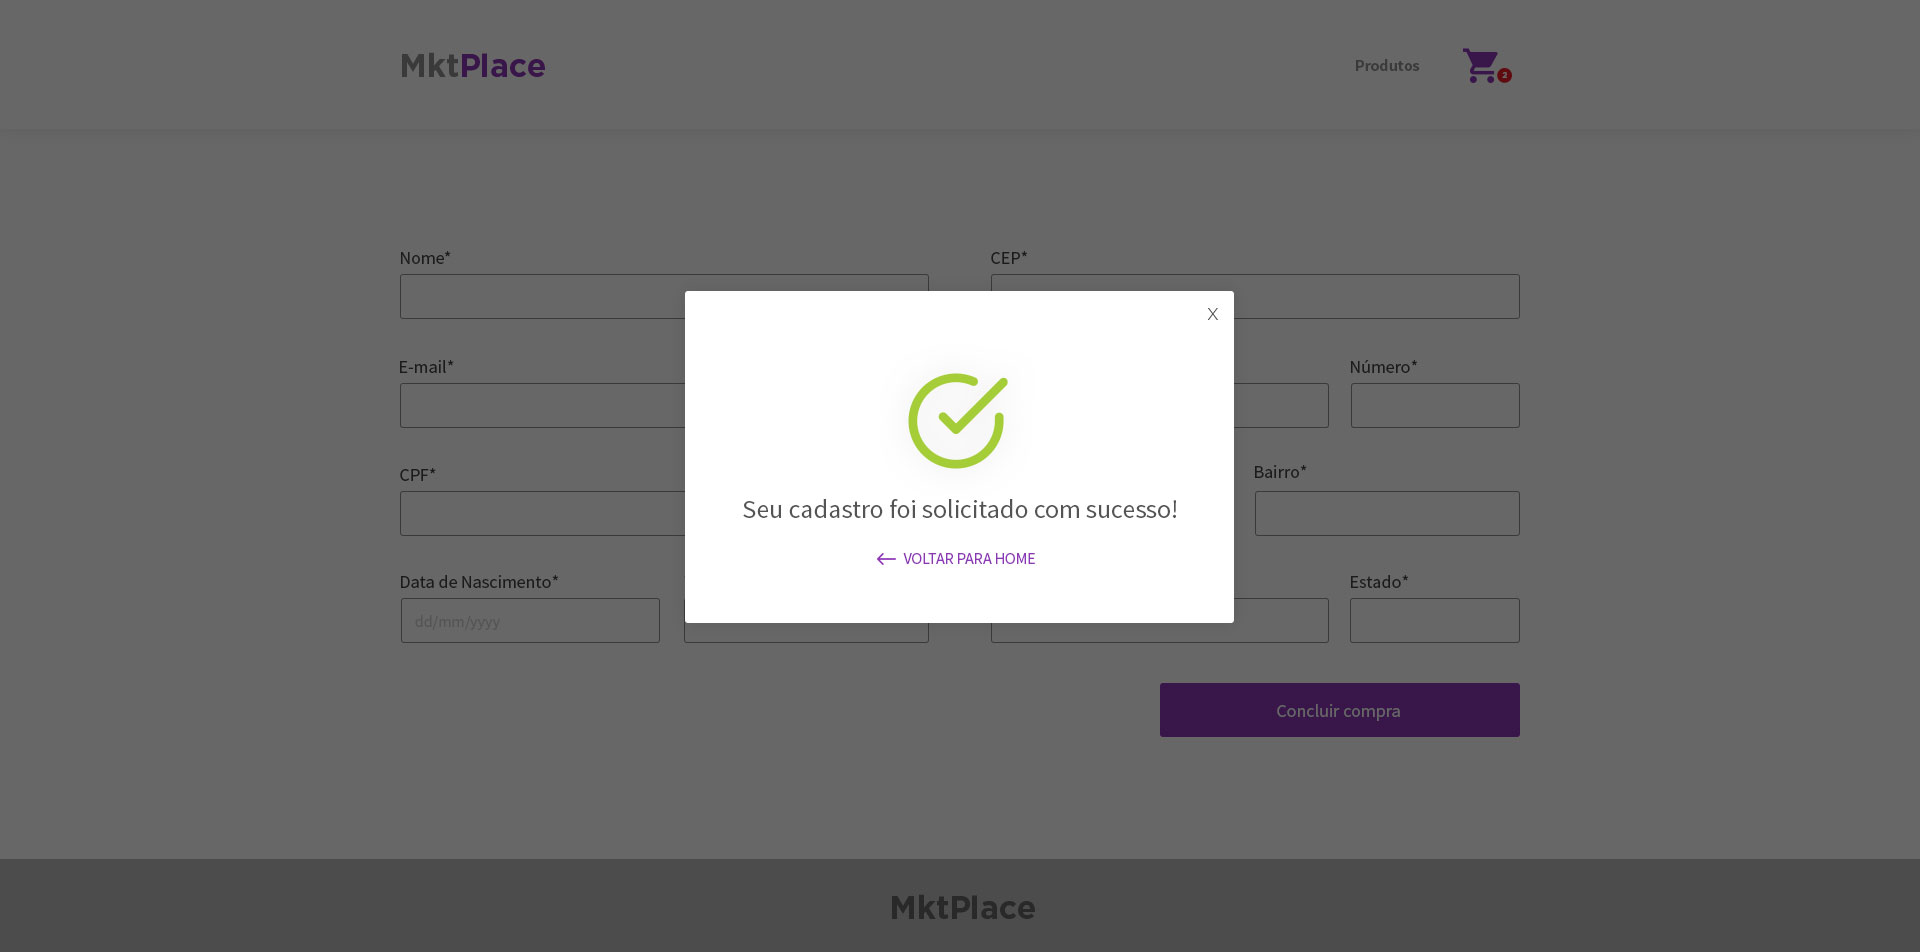 MktPlace
Produtos
2
Nome*
CEP*
X
E-mail*
Número*
CPF*
Bairro*
Seu cadastro foi solicitado com sucesso!
VOLTAR PARA HOME
Data de Nascimento*
Estado*
dd/mm/yyyy
Concluir compra
MktPlace